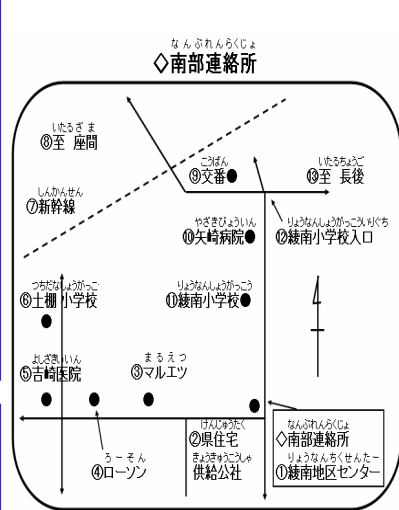 なんぶれんらくじょ
◇南部連絡所
いたるざま
⑧至 座間
こうばん
⑨交番
いたるちょうご
⑬至 長後
しんかんせん
⑦新幹線
やざきびょういん
⑩矢崎病院
りょうなんしょうがっこういりぐち
⑫綾南小学校入口
つちだなしょうがっこ
⑥土棚小学校
りょうなんしょうがっこう
⑪綾南小学校
よしざきいいん
⑤吉崎医院
まるえつ
③マルエツ
けんじゅうたく
②県住宅
きょうきゅうこうしゃ
供給公社
ろーそん
④ローソン
なんぶれんらくじょ
◇南部連絡所
りょうなんちくせんたー
①綾南地区センター